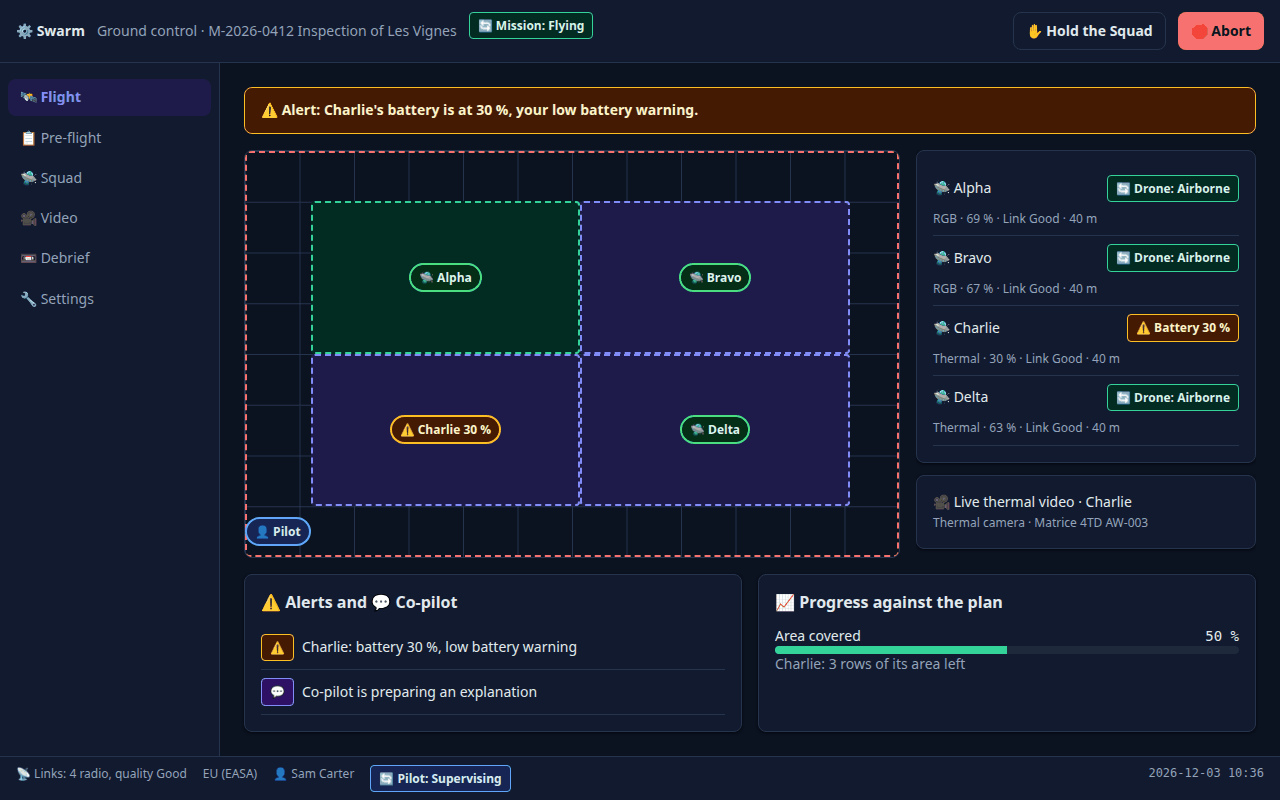 Swarm
Ground control · M-2026-0412 Inspection of Les Vignes
Mission: Flying
Hold the Squad
Abort
Flight
Pre-flight
Squad
Video
Debrief
Settings
Alert: Charlie's battery is at 30 %, your low battery warning.
Alpha
Bravo
Charlie 30 %
Delta
Pilot
Alpha
Drone: Airborne
RGB · 69 % · Link Good · 40 m
Bravo
Drone: Airborne
RGB · 67 % · Link Good · 40 m
Charlie
Battery 30 %
Thermal · 30 % · Link Good · 40 m
Delta
Drone: Airborne
Thermal · 63 % · Link Good · 40 m
Live thermal video · Charlie
Thermal camera · Matrice 4TD AW-003
Alerts and Co-pilot
Charlie: battery 30 %, low battery warning
Co-pilot is preparing an explanation
Progress against the plan
Area covered 50 %
Charlie: 3 rows of its area left
Links: 4 radio, quality Good
EU (EASA)
Sam Carter
Pilot: Supervising
2026-12-03 10:36